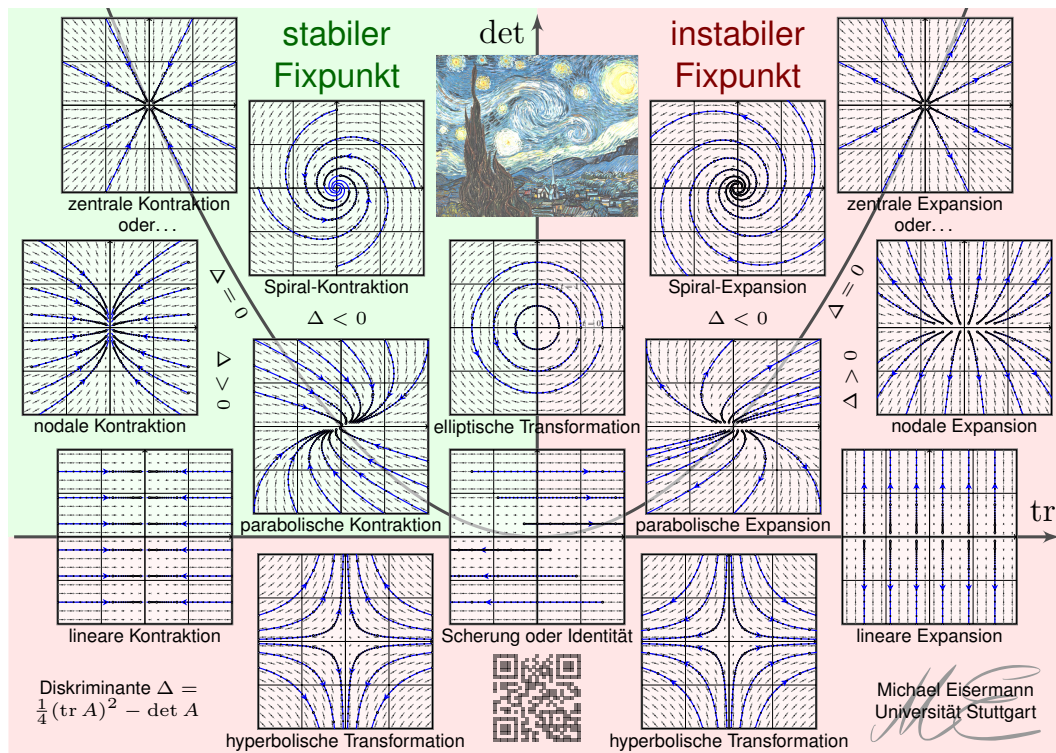 stabiler
Fixpunkt
det
instabiler
Fixpunkt
zentrale Kontraktion
oder...
Spiral-Kontraktion
Spiral-Expansion
zentrale Expansion
oder...
Δ = 0
Δ < 0
Δ < 0
Δ = 0
Δ > 0
Δ > 0
nodale Kontraktion
elliptische Transformation
nodale Expansion
parabolische Kontraktion
parabolische Expansion
tr
lineare Kontraktion
Scherung oder Identität
lineare Expansion
Diskriminante Δ =
1/4 (tr A)² − det A
hyperbolische Transformation
hyperbolische Transformation
ME
Michael Eisermann
Universität Stuttgart